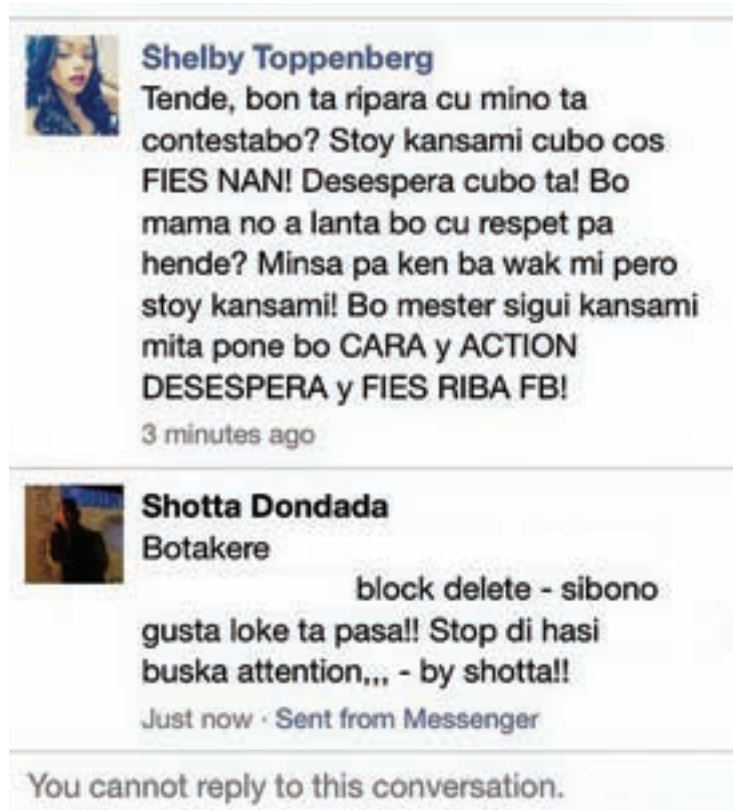 Shelby Toppenberg
Tende, bon ta ripara cu mino ta
contestabo? Stoy kansami cubo cos
FIES NAN! Desespera cubo ta! Bo
mama no a lanta bo cu respet pa
hende? Minsa pa ken ba wak mi pero
stoy kansami! Bo mester sigui kansami
mita pone bo CARA y ACTION
DESESPERA y FIES RIBA FB!
3 minutes ago
Shotta Dondada
Botakere
block delete - sibono
gusta loke ta pasa!! Stop di hasi
buska attention,,, - by shotta!!
Just now · Sent from Messenger
You cannot reply to this conversation.